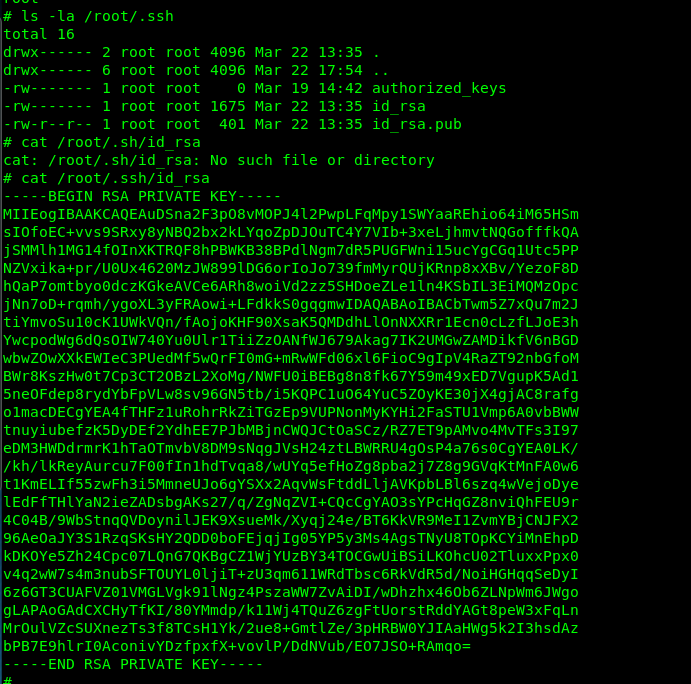 # ls -la /root/.ssh
total 16
drwx------ 2 root root 4096 Mar 22 13:35 .
drwx------ 6 root root 4096 Mar 22 17:54 ..
-rw------- 1 root root    0 Mar 19 14:42 authorized_keys
-rw------- 1 root root 1675 Mar 22 13:35 id_rsa
-rw-r--r-- 1 root root  401 Mar 22 13:35 id_rsa.pub
# cat /root/.sh/id_rsa
cat: /root/.sh/id_rsa: No such file or directory
# cat /root/.ssh/id_rsa
-----BEGIN RSA PRIVATE KEY-----
MIIEogIBAAKCAQEAuDSna2F3pO8vMOPJ4l2PwpLFqMpy1SWYaaREhio64iM65HSm
sIOfoEC+vvs9SRxy8yNBQ2bx2kLYqoZpDJOuTC4Y7VIb+3xeLjhmvtNQGofffkQA
jSMMlh1MG14fOInXKTRQF8hPBWKB38BPdlNgm7dR5PUGFWni15ucYgCGq1Utc5PP
NZVxika+pr/U0Ux4620MzJW899lDG6orIoJo739fmMyrQUjKRnp8xXBv/YezoF8D
hQaP7omtbyo0dczKGkeAVCe6ARh8woiVd2zz5SHDoeZLe1ln4KSbIL3EiMQMzOpc
jNn7oD+rqmh/ygoXL3yFRAowi+LFdkkS0gqgmwIDAQABAoIBACbTwm5Z7xQu7m2J
tiYmvoSu10cK1UWkVQn/fAojoKHF90XsaK5QMDdhLlOnNXXRr1Ecn0cLzfLJoE3h
YwcpodWg6dQsOIW740Yu0Ulr1TiiZzOANfWJ679Akag7IK2UMGwZAMDikfV6nBGD
wbwZOwXXkEWIeC3PUedMf5wQrFI0mG+mRwWFd06xl6FioC9gIpV4RaZT92nbGfoM
BWr8KszHw0t7Cp3CT2OBzL2XoMg/NWFU0iBEBg8n8fk67Y59m49xED7VgupK5Ad1
5neOFdep8rydYbFpVLw8sv96GN5tb/i5KQPC1uO64YuC5ZOyKE30jX4gjAC8rafg
o1macDECgYEA4fTHFz1uRohrRkZiTGzEp9VUPNonMyKYHi2FaSTU1Vmp6A0vbBWW
tnuyiubefzK5DyDEf2YdhEE7PJbMBjnCWQJCtOaSCz/RZ7ET9pAMvo4MvTFs3I97
eDM3HWDdrmrK1hTaOTmvbV8DM9sNqgJVsH24ztLBWRRU4gOsP4a76s0CgYEA0LK/
/kh/lkReyAurcu7F00fIn1hdTvqa8/wUYq5efHoZg8pba2j7Z8g9GVqKtMnFA0w6
t1KmELIf55zwFh3i5MmneUJo6gYSXx2AqvWsFtddLljAVKpbLBl6szq4wVejoDye
lEdFfTHlYaN2ieZADsbgAKs27/q/ZgNqZVI+CQcCgYAO3sYPcHqGZ8nviQhFEU9r
4C04B/9WbStnqQVDoynilJEK9XsueMk/Xyqj24e/BT6KkVR9MeI1ZvmYBjCNJFX2
96AeOaJY3S1RzqSKsHY2QDD0boFEjqjIg05YP5y3Ms4AgsTNyU8TOpKCYiMnEhpD
kDKOYe5Zh24Cpc07LQnG7QKBgCZ1WjYUzBY34TOCGwUiBSiLKOhcU02TluxxPpx0
v4q2wW7s4m3nubSFTOUYL0ljiT+zU3qm611WRdTbsc6RkVdR5d/NoiHGHqqSeDyI
6z6GT3CUAFVZ01VMGLVgk91lNgz4PszaWW7ZvAiDI/wDhzhx46Ob6ZLNpWm6JWgo
gLAPAoGAdCXCHyTfKI/80YMmdp/k11Wj4TQuZ6zgFtUorstRddYAGt8peW3xFqLn
MrOulVZcSUXnezTs3f8TCsH1Yk/2ue8+GmtlZe/3pHRBW0YJIAaHWg5k2I3hsdAz
bPB7E9hlrI0AconivYDzfpxfX+vovlP/DdNVub/EO7JSO+RAmqo=
-----END RSA PRIVATE KEY-----
#